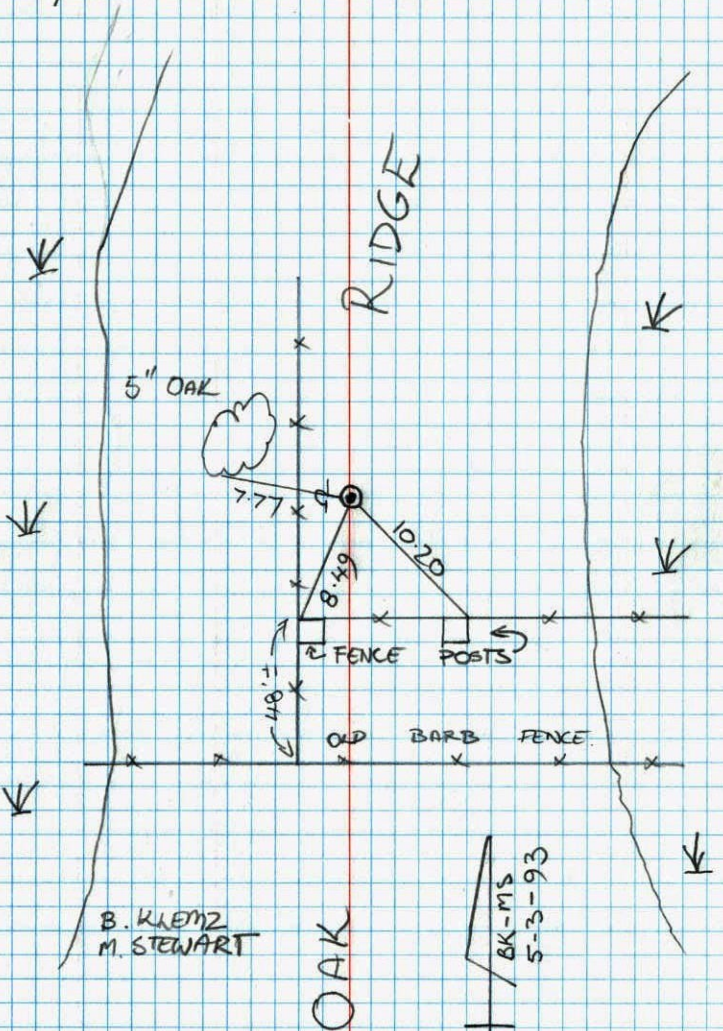 RIDGE
5" OAK
7.77
10.20
8.49
FENCE POSTS
48'±
OLD BARB FENCE
BK-MS
5-3-93
B. KLEMZ
M. STEWART
OAK